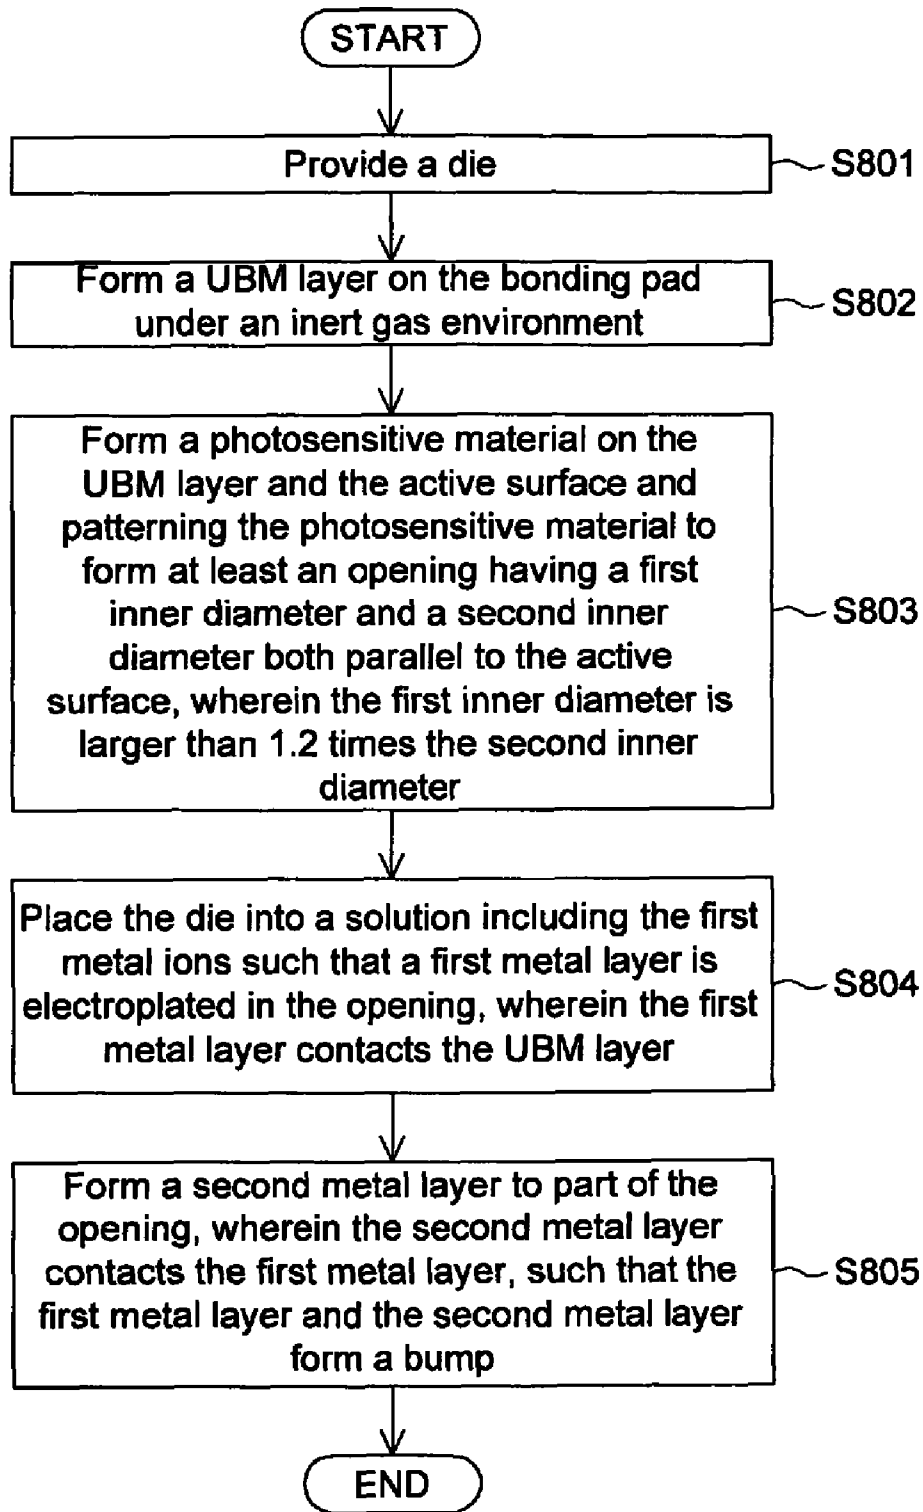 START
Provide a die
S801
Form a UBM layer on the bonding pad
under an inert gas environment
S802
Form a photosensitive material on the
UBM layer and the active surface and
patterning the photosensitive material to
form at least an opening having a first
inner diameter and a second inner
diameter both parallel to the active
surface, wherein the first inner diameter is
larger than 1.2 times the second inner
diameter
S803
Place the die into a solution including the first
metal ions such that a first metal layer is
electroplated in the opening, wherein the first
metal layer contacts the UBM layer
S804
Form a second metal layer to part of the
opening, wherein the second metal layer
contacts the first metal layer, such that the
first metal layer and the second metal layer
form a bump
S805
END